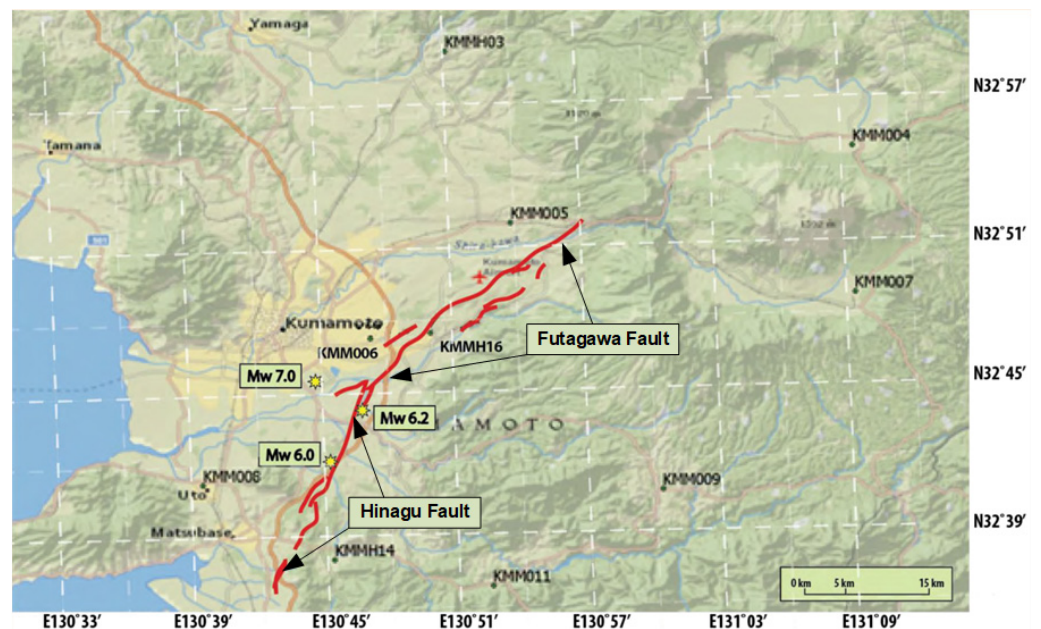 Yamaga
KMMH03
N32°57′
KMM004
Tamana
KMM005
N32°51′
Kumamoto
KMM007
Kumamoto
KMM006
KMMH16
Futagawa Fault
Mw 7.0
N32°45′
Mw 6.2
AMOTO
Mw 6.0
KMM008
Uto
KMM009
Hinagu Fault
N32°39′
Matsubase
KMMH14
KMM011
0 km 5 km 15 km
E130°33′ E130°39′ E130°45′ E130°51′ E130°57′ E131°03′ E131°09′